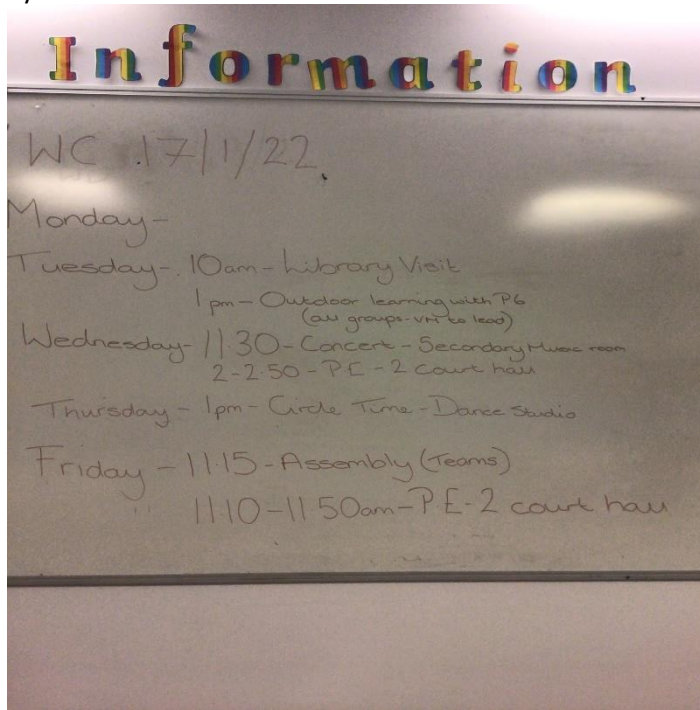 Information
WC 17/1/22
Monday-
Tuesday- 10am-Library Visit
1pm-Outdoor learning with P6
(all groups- to lead)
Wednesday- 11.30-Concert-Secondary Music room
2-2.50-P.E-2 court hall
Thursday - 1pm-Circle Time-Dance Studio
Friday - 11.15-Assembly (Teams)
11.10-11.50am-P.E-2 court hall